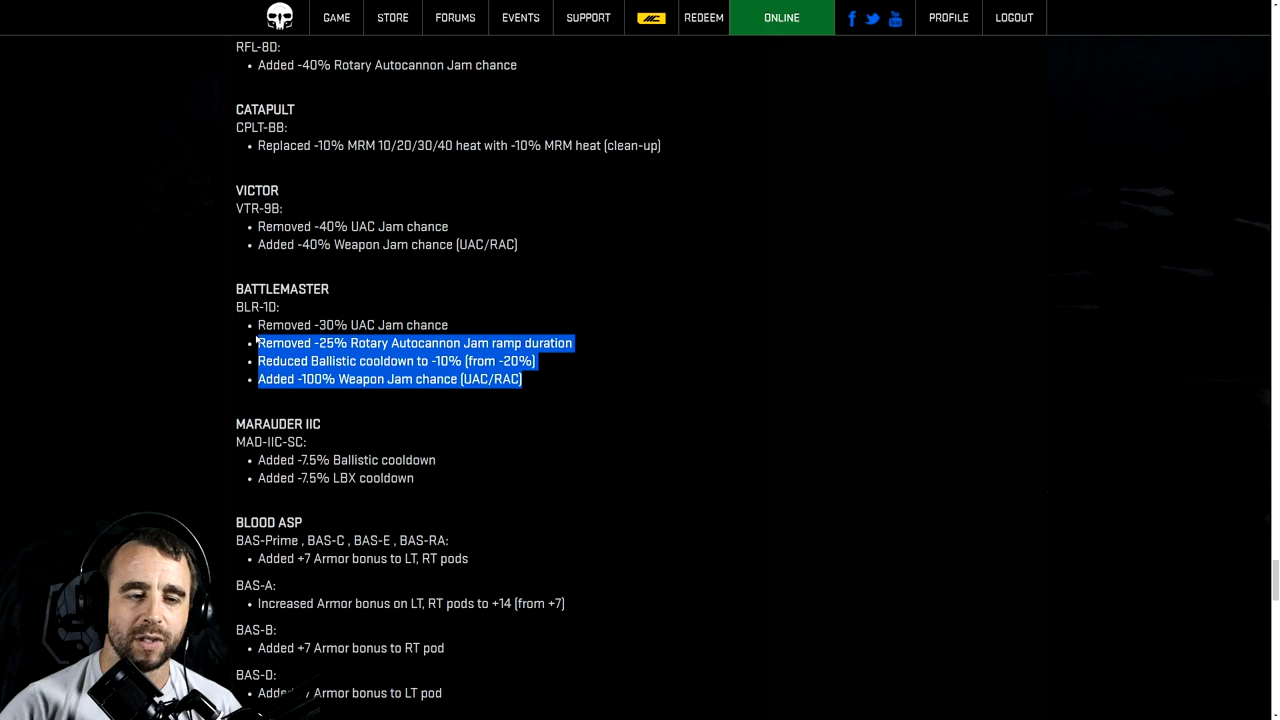 GAME STORE FORUMS EVENTS SUPPORT MC REDEEM ONLINE PROFILE LOGOUT
RFL-8D:
• Added -40% Rotary Autocannon Jam chance
CATAPULT
CPLT-BB:
• Replaced -10% MRM 10/20/30/40 heat with -10% MRM heat (clean-up)
VICTOR
VTR-9B:
• Removed -40% UAC Jam chance
• Added -40% Weapon Jam chance (UAC/RAC)
BATTLEMASTER
BLR-1D:
• Removed -30% UAC Jam chance
• Removed -25% Rotary Autocannon Jam ramp duration
• Reduced Ballistic cooldown to -10% (from -20%)
• Added -100% Weapon Jam chance (UAC/RAC)
MARAUDER IIC
MAD-IIC-SC:
• Added -7.5% Ballistic cooldown
• Added -7.5% LBX cooldown
BLOOD ASP
BAS-Prime , BAS-C , BAS-E , BAS-RA:
• Added +7 Armor bonus to LT, RT pods
BAS-A:
• Increased Armor bonus on LT, RT pods to +14 (from +7)
BAS-B:
• Added +7 Armor bonus to RT pod
BAS-D:
• Added Armor bonus to LT pod